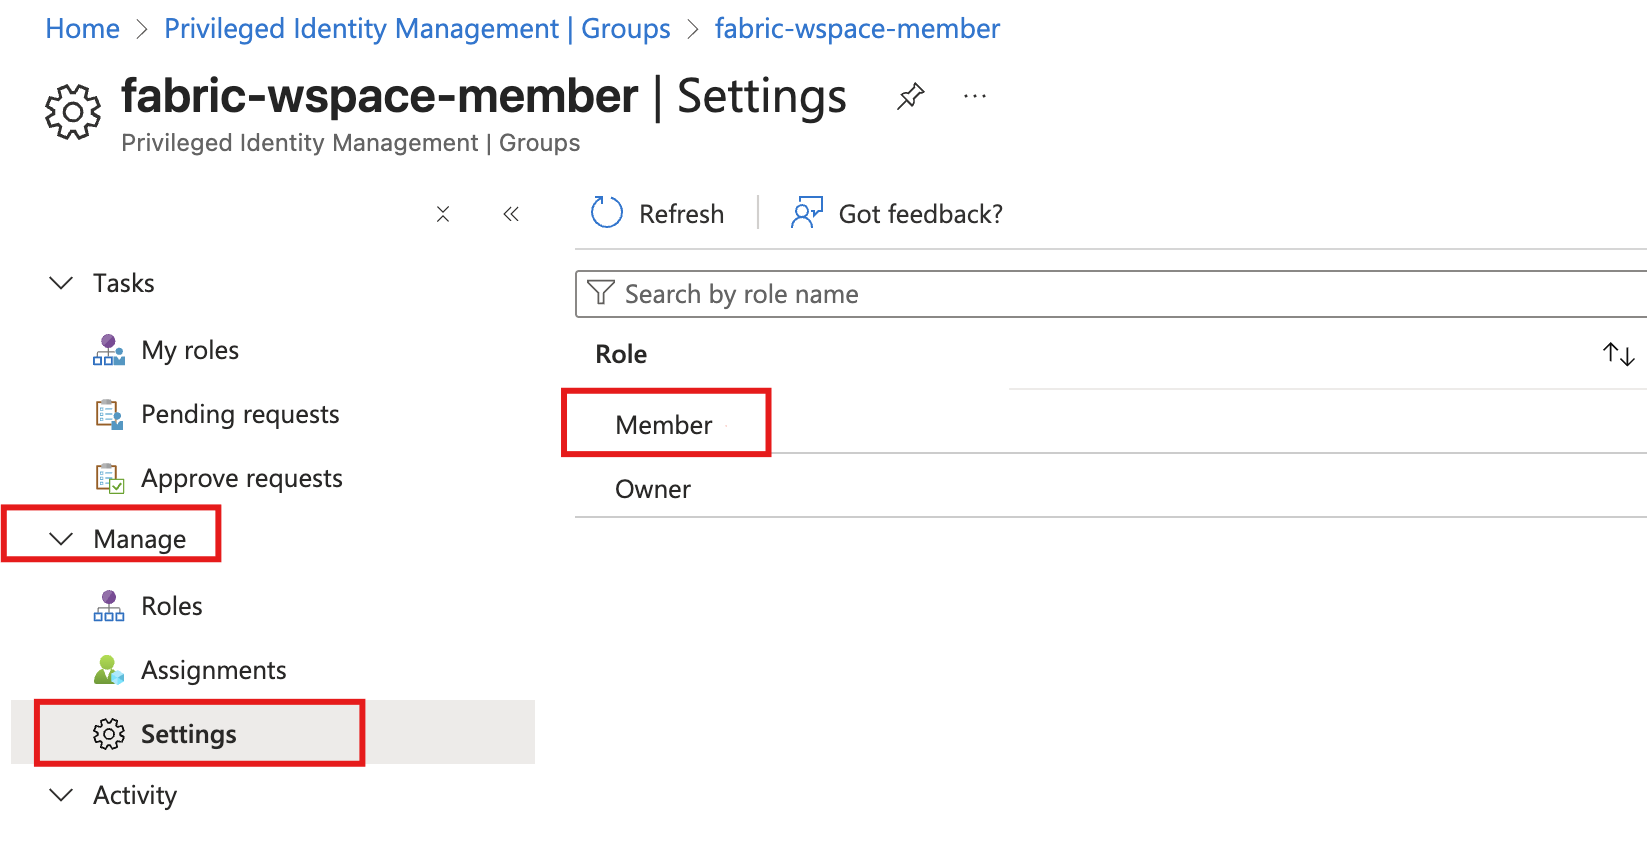 Home > Privileged Identity Management | Groups > fabric-wspace-member
fabric-wspace-member | Settings ...
Privileged Identity Management | Groups
Refresh | Got feedback?
Tasks
Search by role name
My roles
Role
Pending requests
Member
Approve requests
Owner
Manage
Roles
Assignments
Settings
Activity